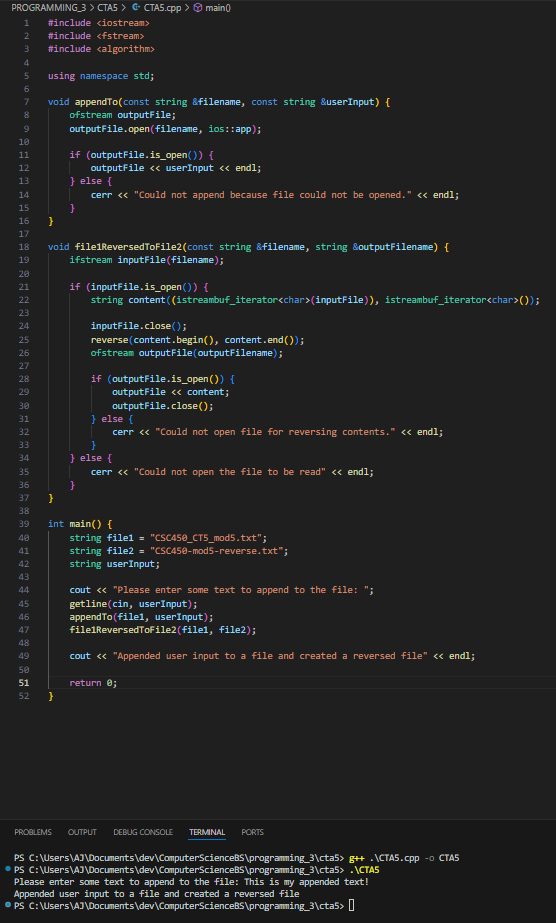 PROGRAMMING_3 > CTA5 > CTA5.cpp > main()
1 #include <iostream>
2 #include <fstream>
3 #include <algorithm>
4
5 using namespace std;
6
7 void appendTo(const string &filename, const string &userInput) {
8     ofstream outputFile;
9     outputFile.open(filename, ios::app);
10
11     if (outputFile.is_open()) {
12         outputFile << userInput << endl;
13     } else {
14         cerr << "Could not append because file could not be opened." << endl;
15     }
16 }
17
18 void file1ReversedToFile2(const string &filename, string &outputFilename) {
19     ifstream inputFile(filename);
20
21     if (inputFile.is_open()) {
22         string content((istreambuf_iterator<char>(inputFile)), istreambuf_iterator<char>());
23
24         inputFile.close();
25         reverse(content.begin(), content.end());
26         ofstream outputFile(outputFilename);
27
28         if (outputFile.is_open()) {
29             outputFile << content;
30             outputFile.close();
31         } else {
32             cerr << "Could not open file for reversing contents." << endl;
33         }
34     } else {
35         cerr << "Could not open the file to be read" << endl;
36     }
37 }
38
39 int main() {
40     string file1 = "CSC450_CT5_mod5.txt";
41     string file2 = "CSC450-mod5-reverse.txt";
42     string userInput;
43
44     cout << "Please enter some text to append to the file: ";
45     getline(cin, userInput);
46     appendTo(file1, userInput);
47     file1ReversedToFile2(file1, file2);
48
49     cout << "Appended user input to a file and created a reversed file" << endl;
50
51     return 0;
52 }
PROBLEMS OUTPUT DEBUG CONSOLE TERMINAL PORTS
PS C:\Users\AJ\Documents\dev\ComputerScienceBS\programming_3\cta5> g++ .\CTA5.cpp -o CTA5
PS C:\Users\AJ\Documents\dev\ComputerScienceBS\programming_3\cta5> .\CTA5
Please enter some text to append to the file: This is my appended text!
Appended user input to a file and created a reversed file
PS C:\Users\AJ\Documents\dev\ComputerScienceBS\programming_3\cta5>